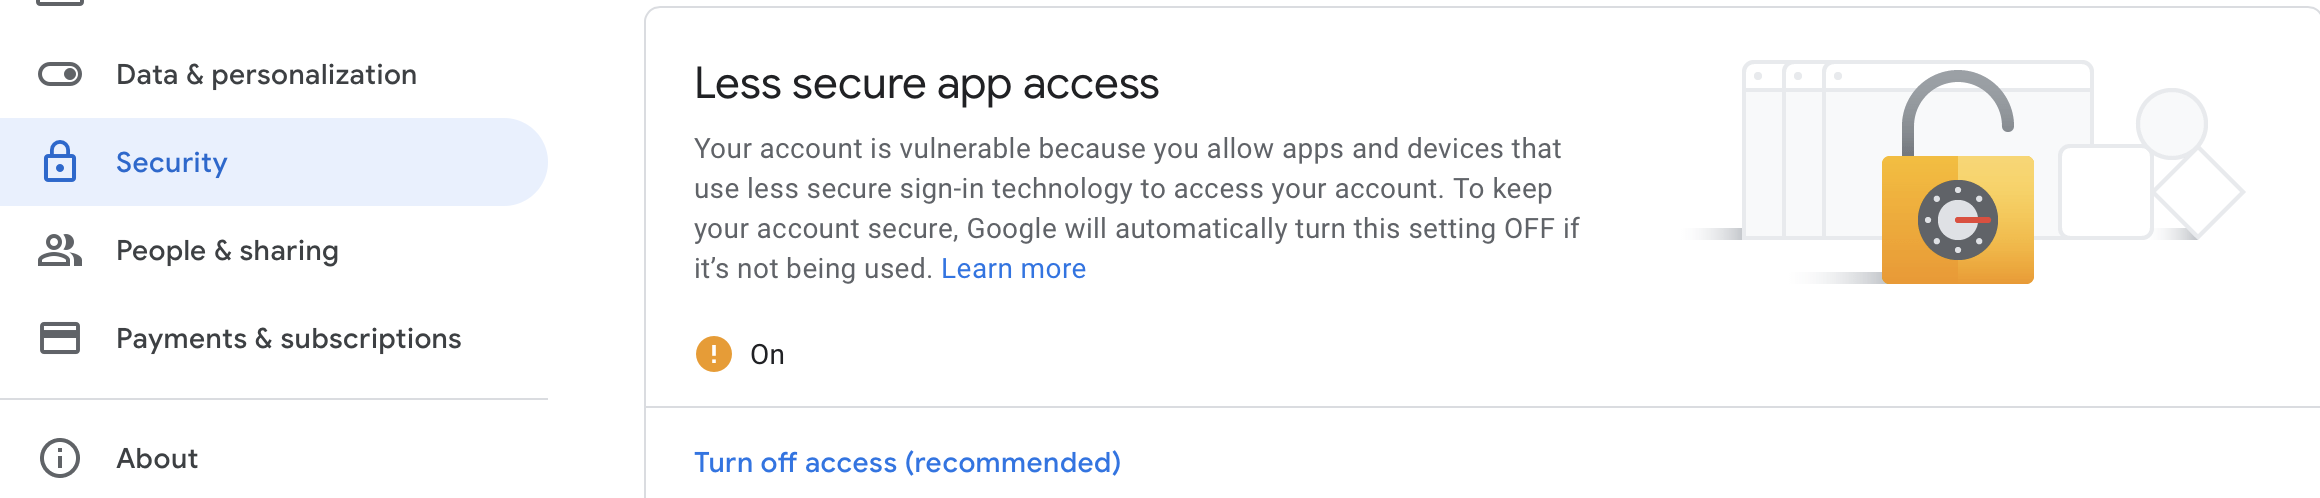 Data & personalization
Security
People & sharing
Payments & subscriptions
About
Less secure app access
Your account is vulnerable because you allow apps and devices that
use less secure sign-in technology to access your account. To keep
your account secure, Google will automatically turn this setting OFF if
it’s not being used. Learn more
On
Turn off access (recommended)